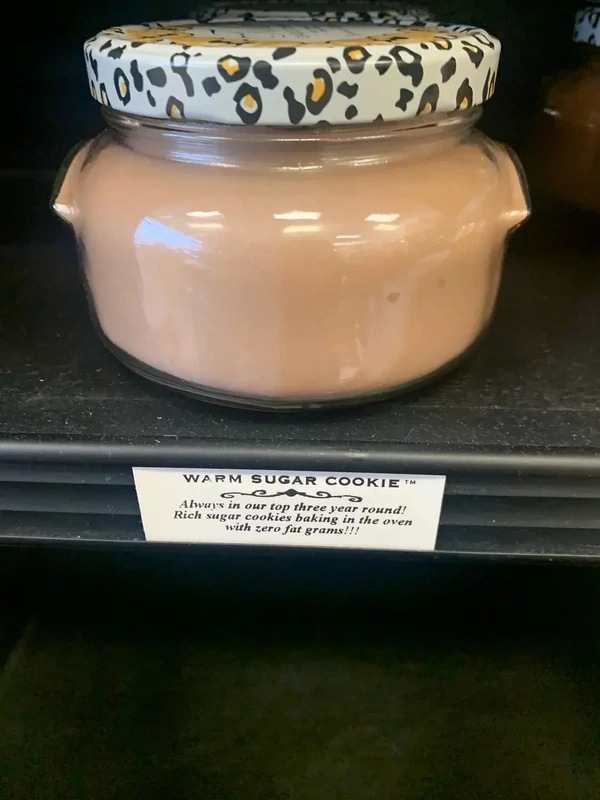 WARM SUGAR COOKIE™
Always in our top three year round!
Rich sugar cookies baking in the oven
with zero fat grams!!!